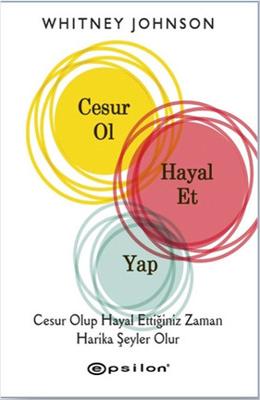 WHITNEY JOHNSON
Cesur
Ol
Hayal
Et
Yap
Cesur Olup Hayal Ettiğiniz Zaman
Harika Şeyler Olur
epsilon®